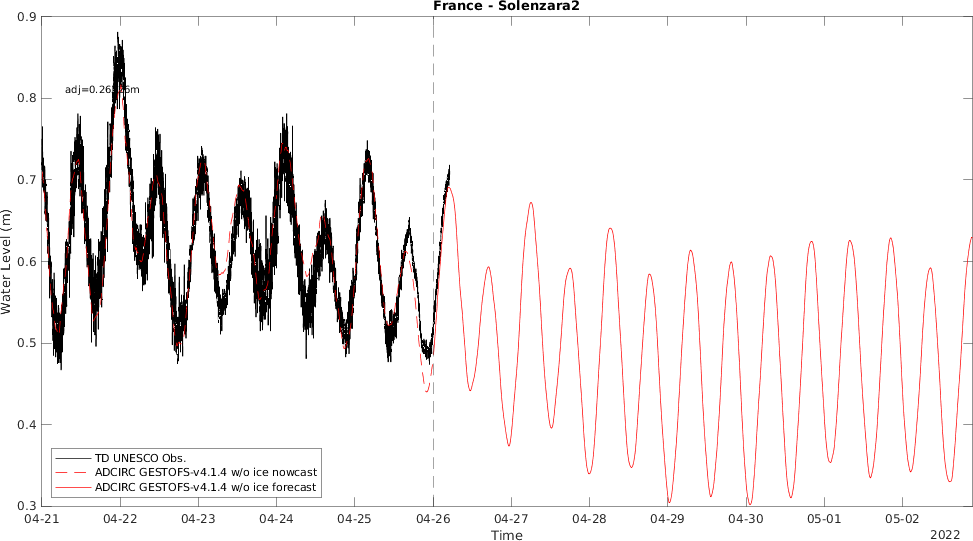 France - Solenzara2
0.9
0.8
0.7
0.6
0.5
0.4
0.3
Water Level (m)
TD UNESCO Obs.
ADCIRC GESTOFS-v4.1.4 w/o ice nowcast
ADCIRC GESTOFS-v4.1.4 w/o ice forecast
04-21 04-22 04-23 04-24 04-25 04-26 04-27 04-28 04-29 04-30 05-01 05-02
Time
2022